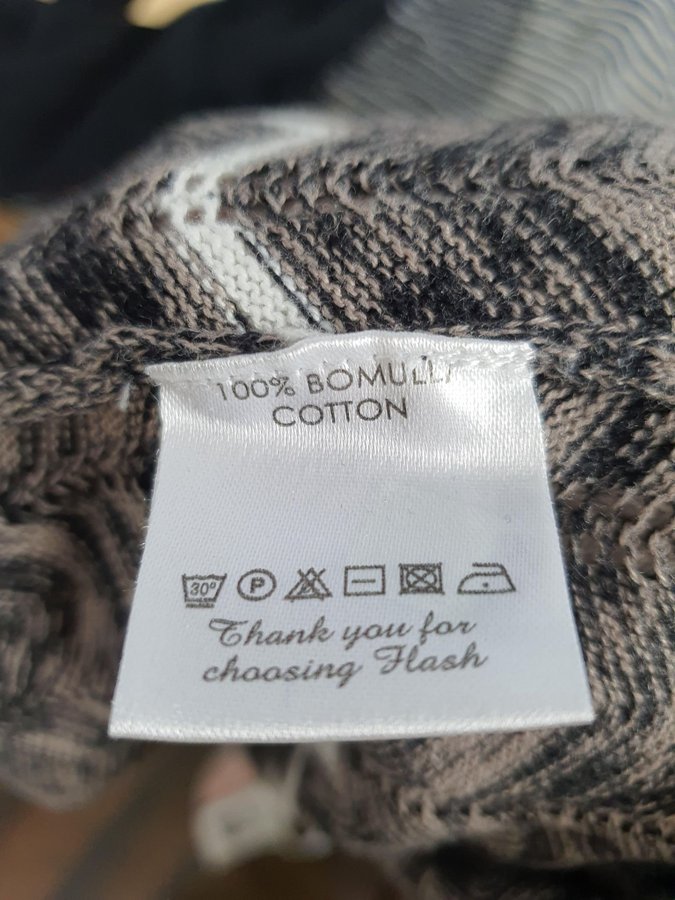 100% BOMULL/
COTTON
30°
P
Thank you for
choosing Flash